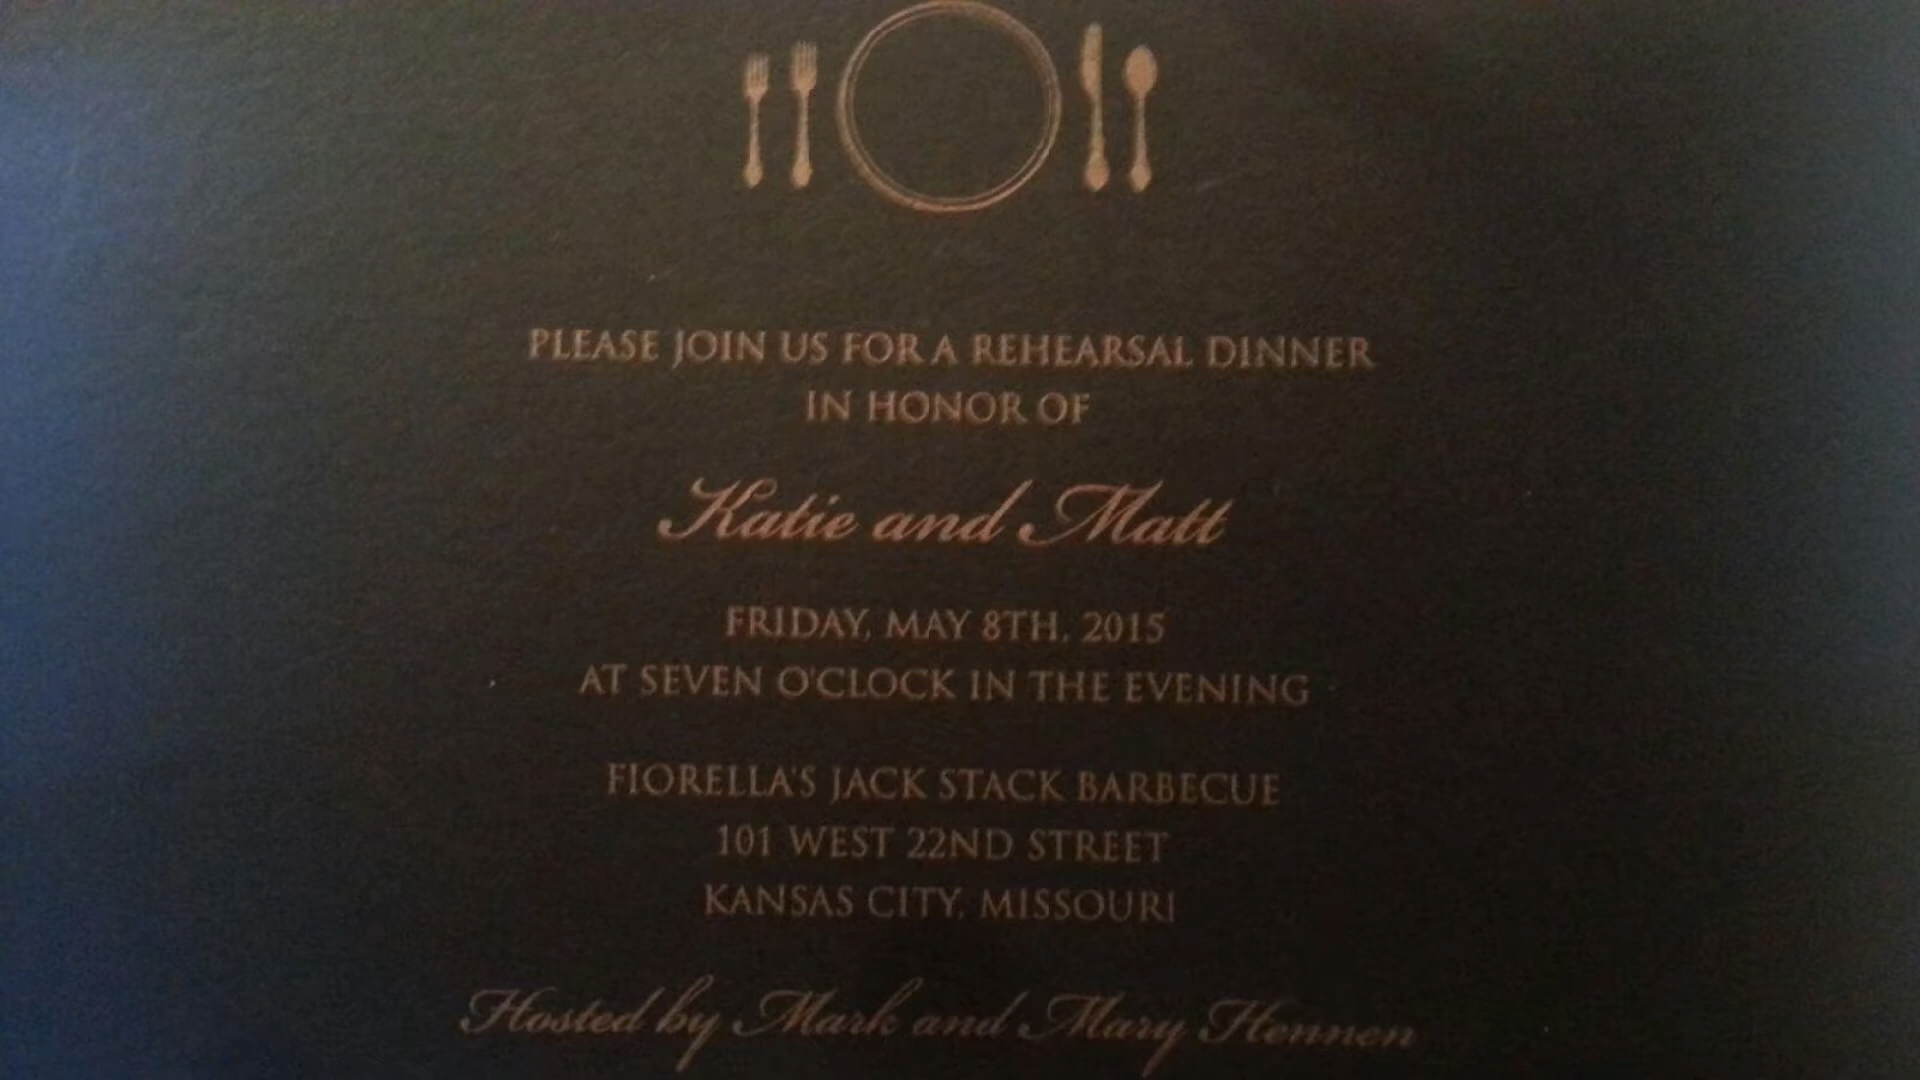 PLEASE JOIN US FOR A REHEARSAL DINNER
IN HONOR OF
Katie and Matt
FRIDAY, MAY 8TH, 2015
AT SEVEN O'CLOCK IN THE EVENING
FIORELLA'S JACK STACK BARBECUE
101 WEST 22ND STREET
KANSAS CITY, MISSOURI
Hosted by Mark and Mary Hennen